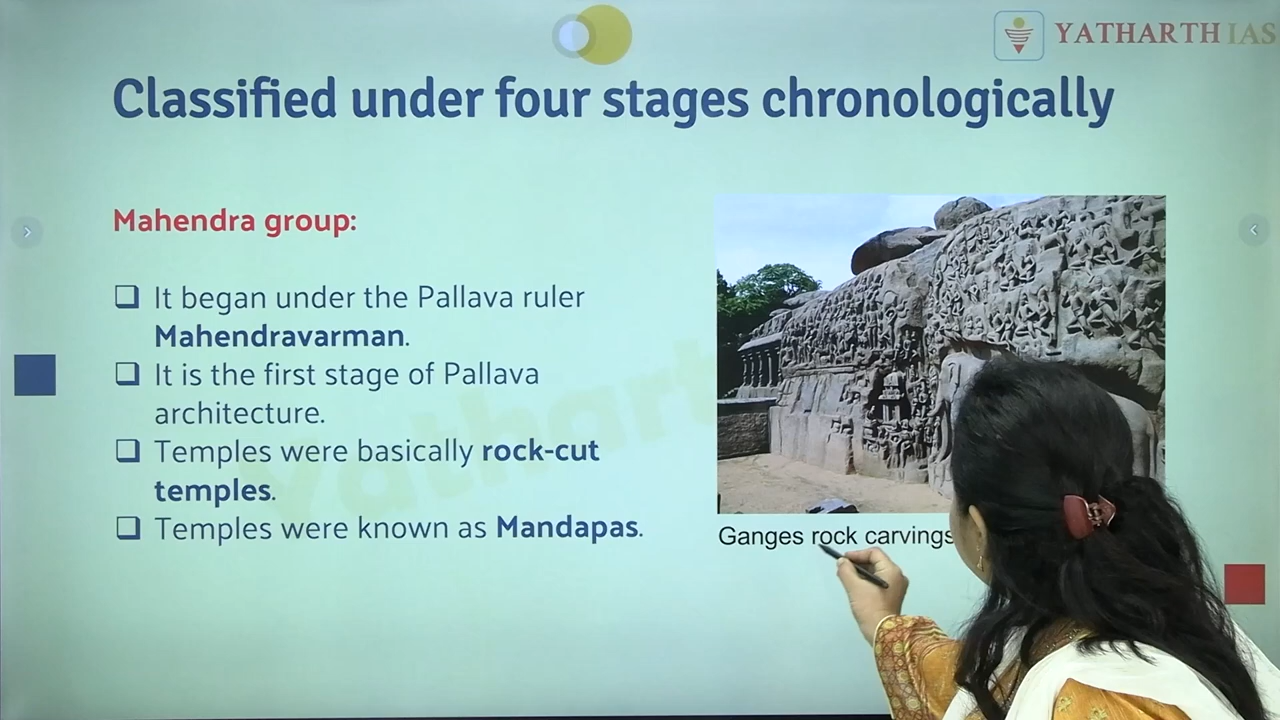 YATHARTH IAS
Classified under four stages chronologically
Mahendra group:
❑ It began under the Pallava ruler
Mahendravarman.
❑ It is the first stage of Pallava
architecture.
❑ Temples were basically rock-cut
temples.
❑ Temples were known as Mandapas.
Ganges rock carvings
Yathart